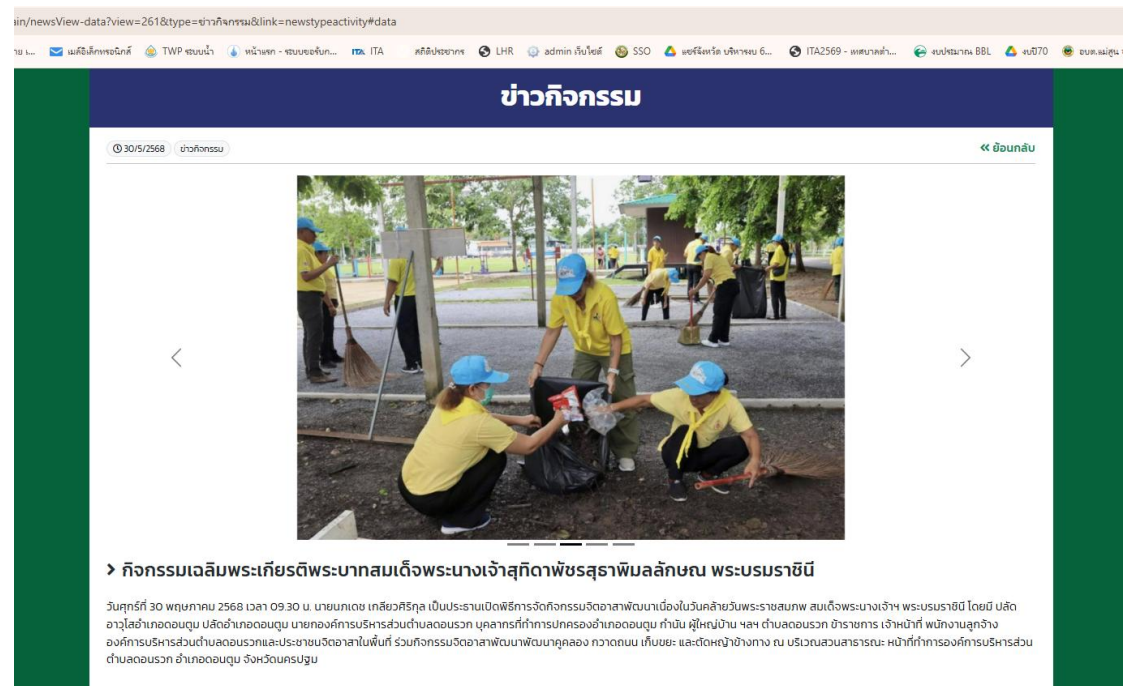 ain/newsView-data?view=261&type=ข่าวกิจกรรม&link=newstypeactivity#data
เมล์อิเล็กทรอนิกส์ TWP ระบบน้ำ หน้าแรก - ระบบขอรับก... ITA ITA สถิติประชากร LHR admin เว็บไซต์ SSO แชร์จังหวัด บริหารงบ 6... ITA2569 - เทศบาลตำ... งบประมาณ BBL งบปี70
ข่าวกิจกรรม
30/5/2568 ข่าวกิจกรรม « ย้อนกลับ
> กิจกรรมเฉลิมพระเกียรติพระบาทสมเด็จพระนางเจ้าสุทิดาพัชรสุธาพิมลลักษณ พระบรมราชินี
วันศุกร์ที่ 30 พฤษภาคม 2568 เวลา 09.30 น. นายนภเดช เกลียวศิริกุล เป็นประธานเปิดพิธีการจัดกิจกรรมจิตอาสาพัฒนาเนื่องในวันคล้ายวันพระราชสมภพ สมเด็จพระนางเจ้าฯ พระบรมราชินี โดยมี ปลัด
อาวุโสอำเภอดอนตูม ปลัดอำเภอดอนตูม นายกองค์การบริหารส่วนตำบลดอนรวก บุคลากรที่ทำการปกครองอำเภอดอนตูม กำนัน ผู้ใหญ่บ้าน ฯลฯ ตำบลดอนรวก ข้าราชการ เจ้าหน้าที่ พนักงานลูกจ้าง
องค์การบริหารส่วนตำบลดอนรวกและประชาชนจิตอาสาในพื้นที่ ร่วมกิจกรรมจิตอาสาพัฒนาพัฒนาคูคลอง กวาดถนน เก็บขยะ และตัดหญ้าข้างทาง ณ บริเวณสวนสาธารณะ หน้าที่ทำการองค์การบริหารส่วน
ตำบลดอนรวก อำเภอดอนตูม จังหวัดนครปฐม